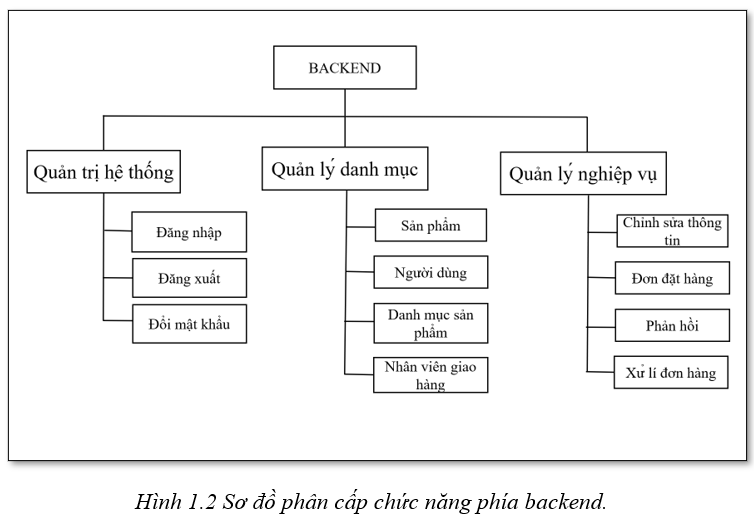 BACKEND
Quản trị hệ thống
Đăng nhập
Đăng xuất
Đổi mật khẩu
Quản lý danh mục
Sản phẩm
Người dùng
Danh mục sản
phẩm
Nhân viên giao
hàng
Quản lý nghiệp vụ
Chỉnh sửa thông
tin
Đơn đặt hàng
Phản hồi
Xử lí đơn hàng
Hình 1.2 Sơ đồ phân cấp chức năng phía backend.